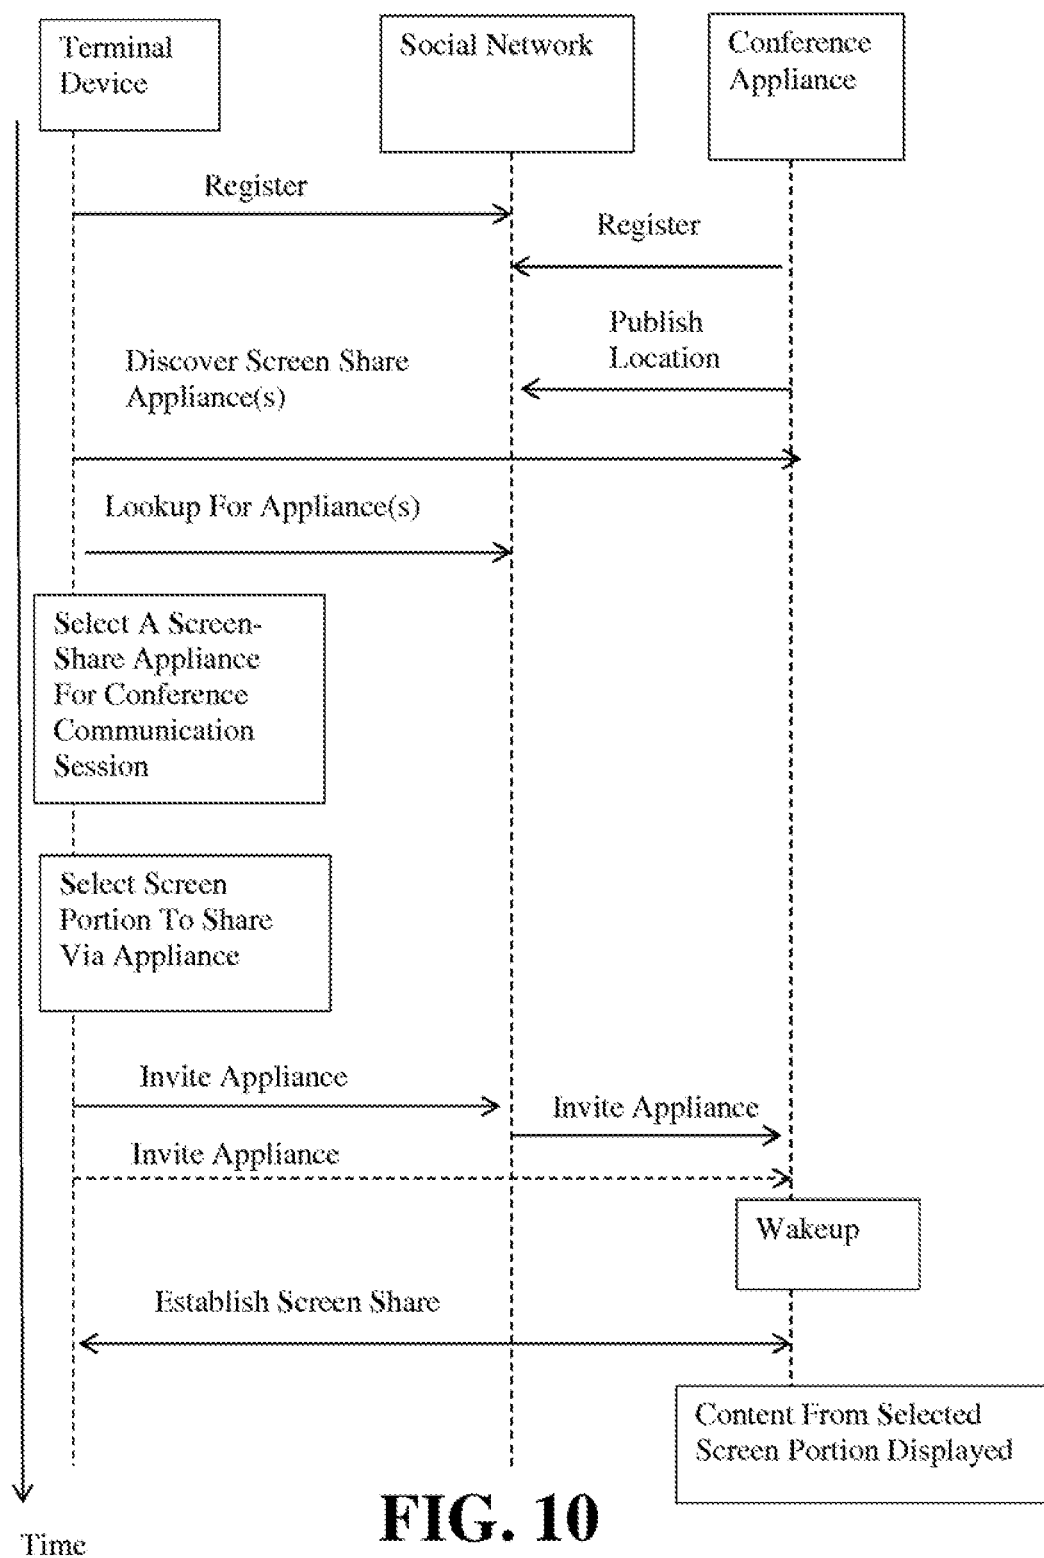 Terminal
Device
Social Network
Conference
Appliance
Register
Register
Publish
Location
Discover Screen Share
Appliance(s)
Lookup For Appliance(s)
Select A Screen-
Share Appliance
For Conference
Communication
Session
Select Screen
Portion To Share
Via Appliance
Invite Appliance
Invite Appliance
Invite Appliance
Wakeup
Establish Screen Share
Content From Selected
Screen Portion Displayed
FIG. 10
Time